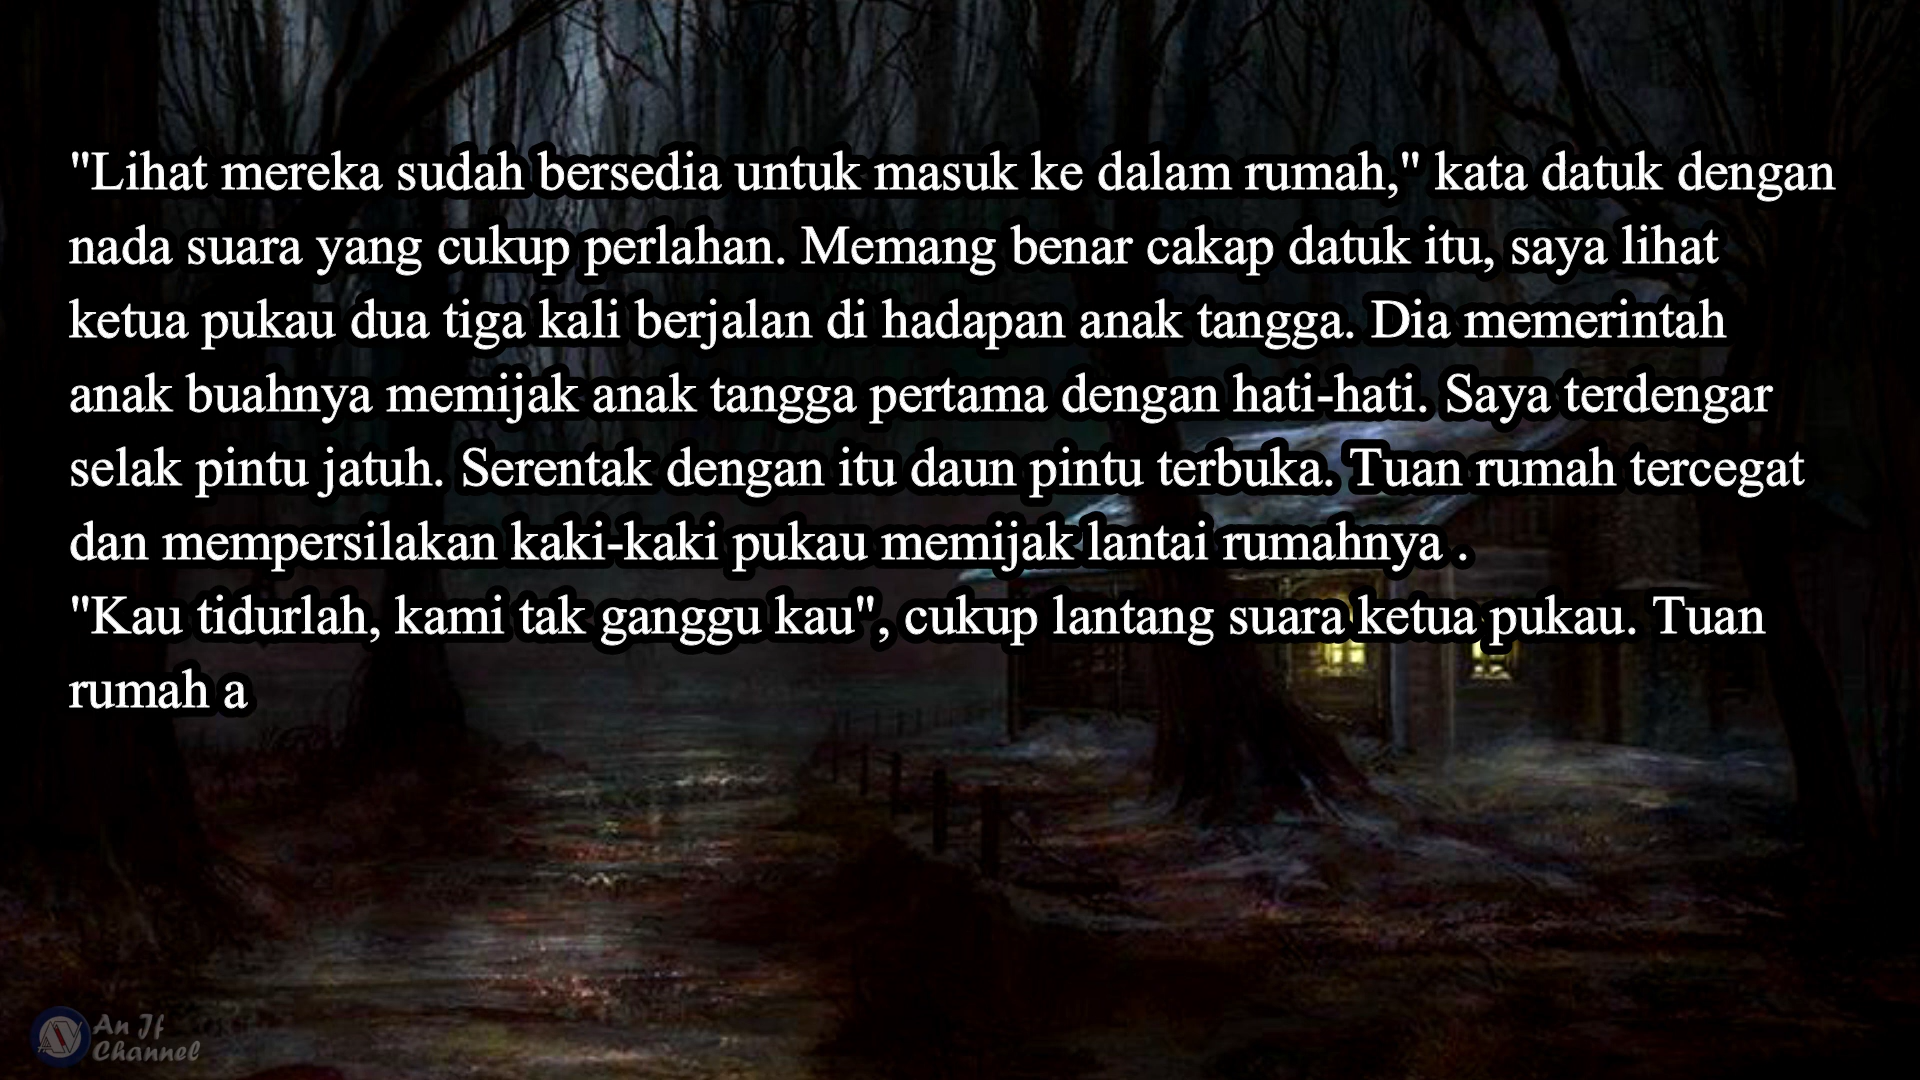 "Lihat mereka sudah bersedia untuk masuk ke dalam rumah," kata datuk dengan
nada suara yang cukup perlahan. Memang benar cakap datuk itu, saya lihat
ketua pukau dua tiga kali berjalan di hadapan anak tangga. Dia memerintah
anak buahnya memijak anak tangga pertama dengan hati-hati. Saya terdengar
selak pintu jatuh. Serentak dengan itu daun pintu terbuka. Tuan rumah tercegat
dan mempersilakan kaki-kaki pukau memijak lantai rumahnya .
"Kau tidurlah, kami tak ganggu kau", cukup lantang suara ketua pukau. Tuan
rumah a
An If
Channel